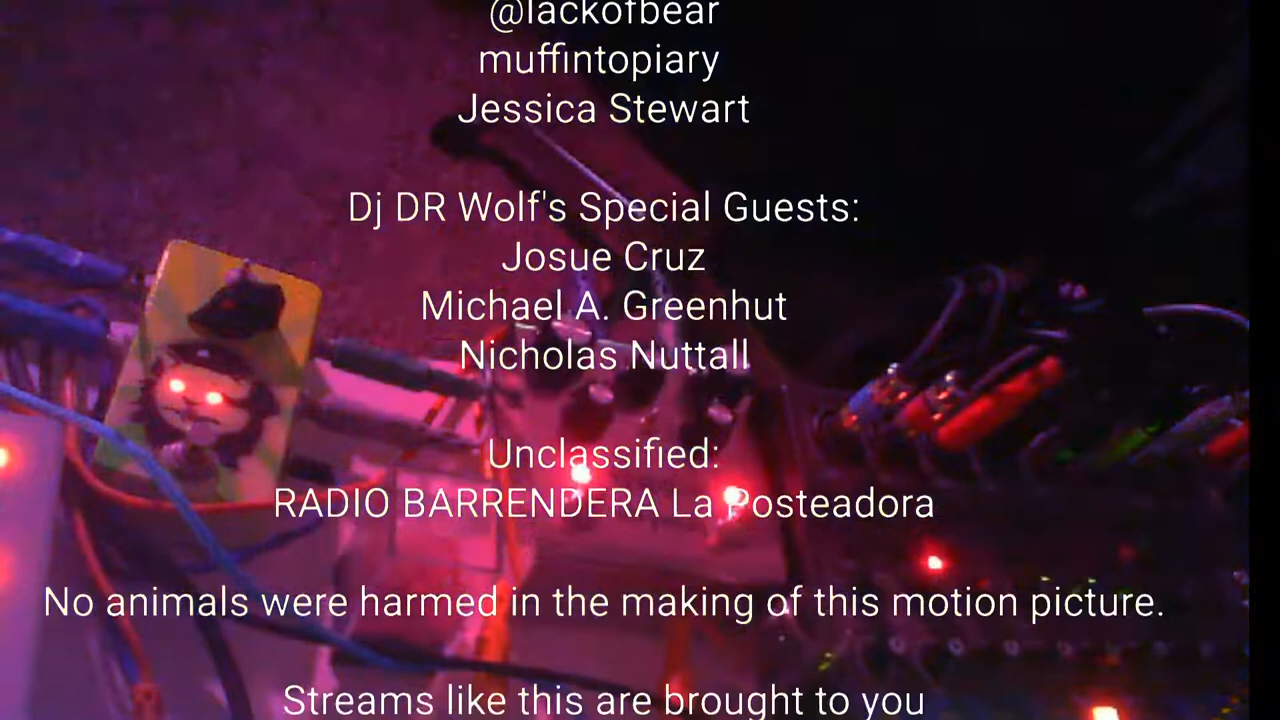 @lackofbear
muffintopiary
Jessica Stewart
Dj DR Wolf's Special Guests:
Josue Cruz
Michael A. Greenhut
Nicholas Nuttall
Unclassified:
RADIO BARRENDERA La Posteadora
No animals were harmed in the making of this motion picture.
Streams like this are brought to you